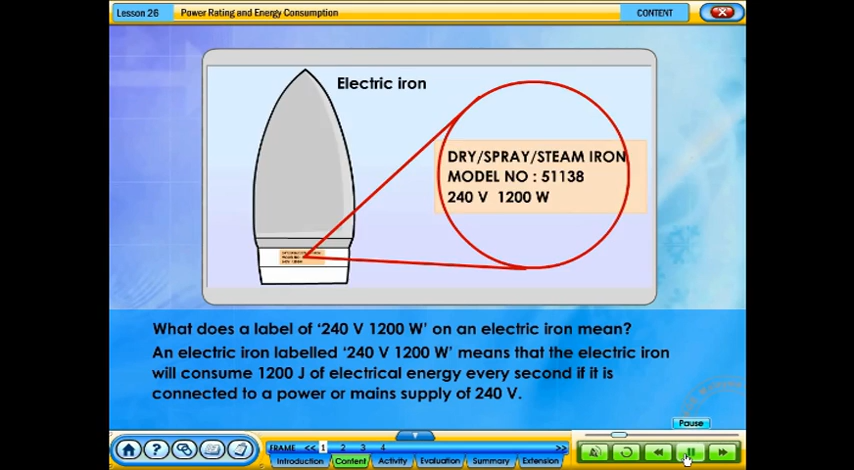 Lesson 26
Power Rating and Energy Consumption
CONTENT
Electric iron
DRY/SPRAY/STEAM IRON
MODEL NO : 51138
240 V 1200 W
What does a label of ‘240 V 1200 W’ on an electric iron mean?
An electric iron labelled ‘240 V 1200 W’ means that the electric iron
will consume 1200 J of electrical energy every second if it is
connected to a power or mains supply of 240 V.
Pause
FRAME << 1 2 3 4 >>
Introduction Content Activity Evaluation Summary Extension